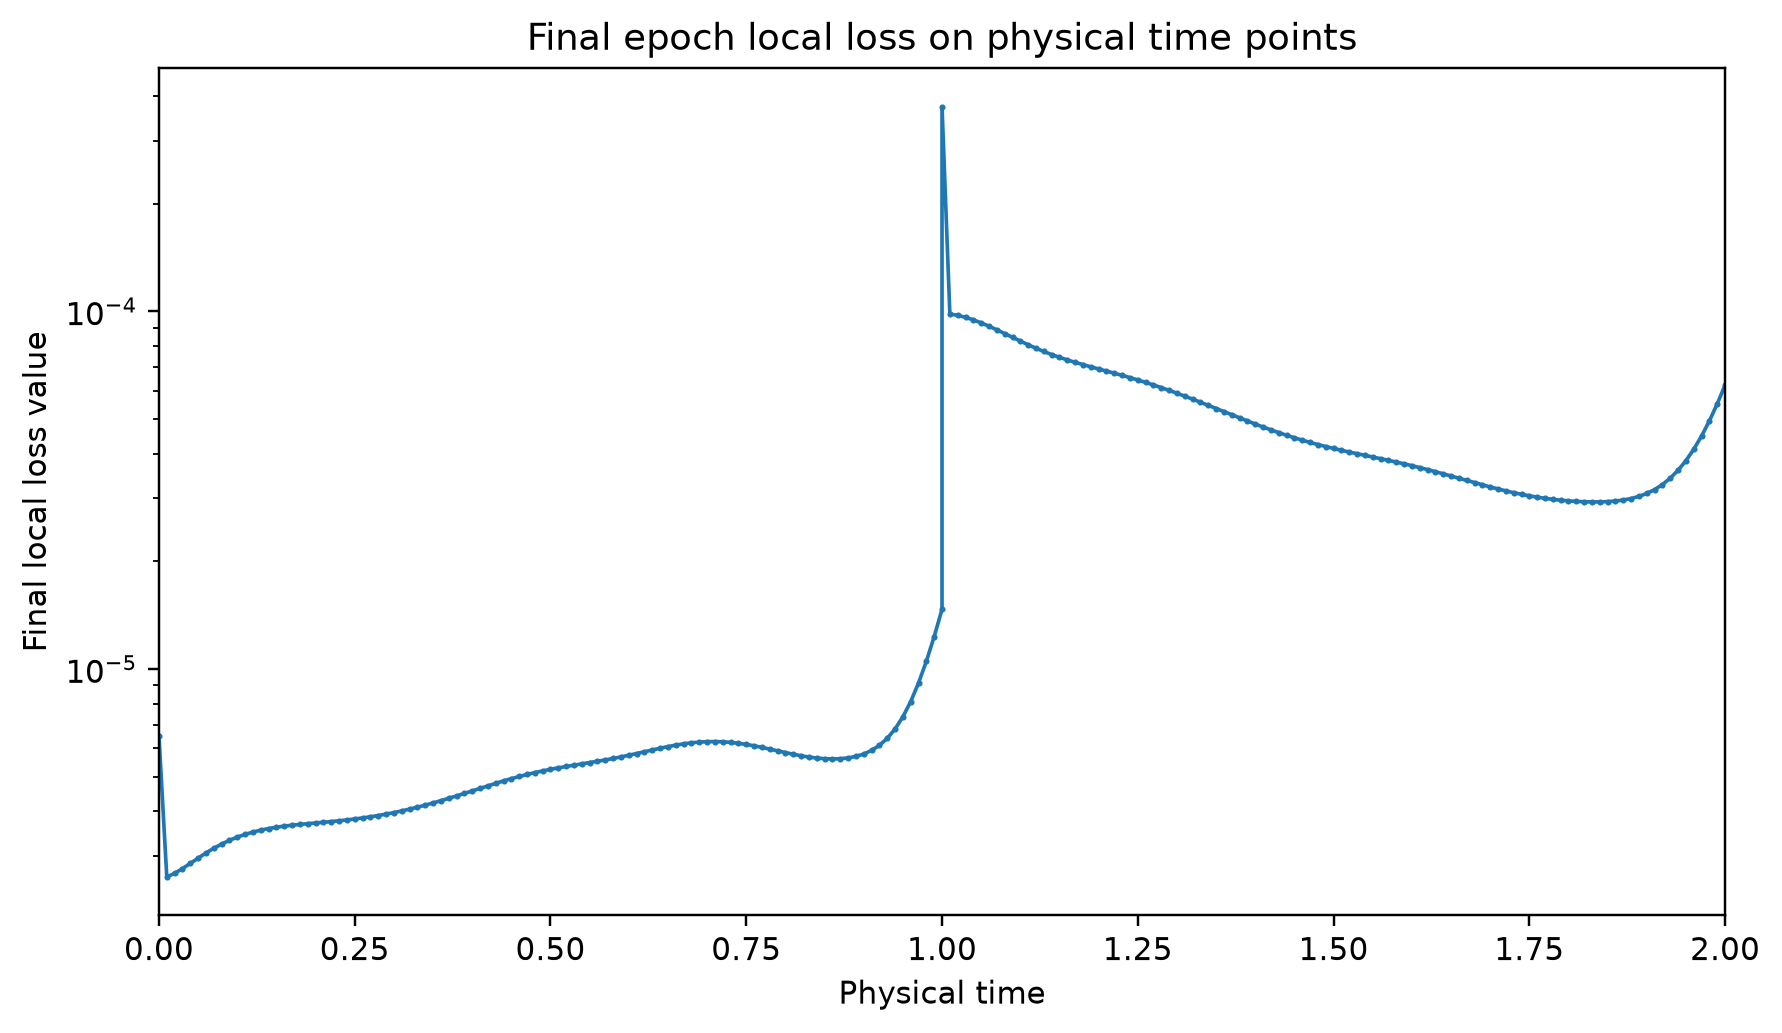 Final epoch local loss on physical time points
Final local loss value
10⁻⁴
10⁻⁵
0.00 0.25 0.50 0.75 1.00 1.25 1.50 1.75 2.00
Physical time